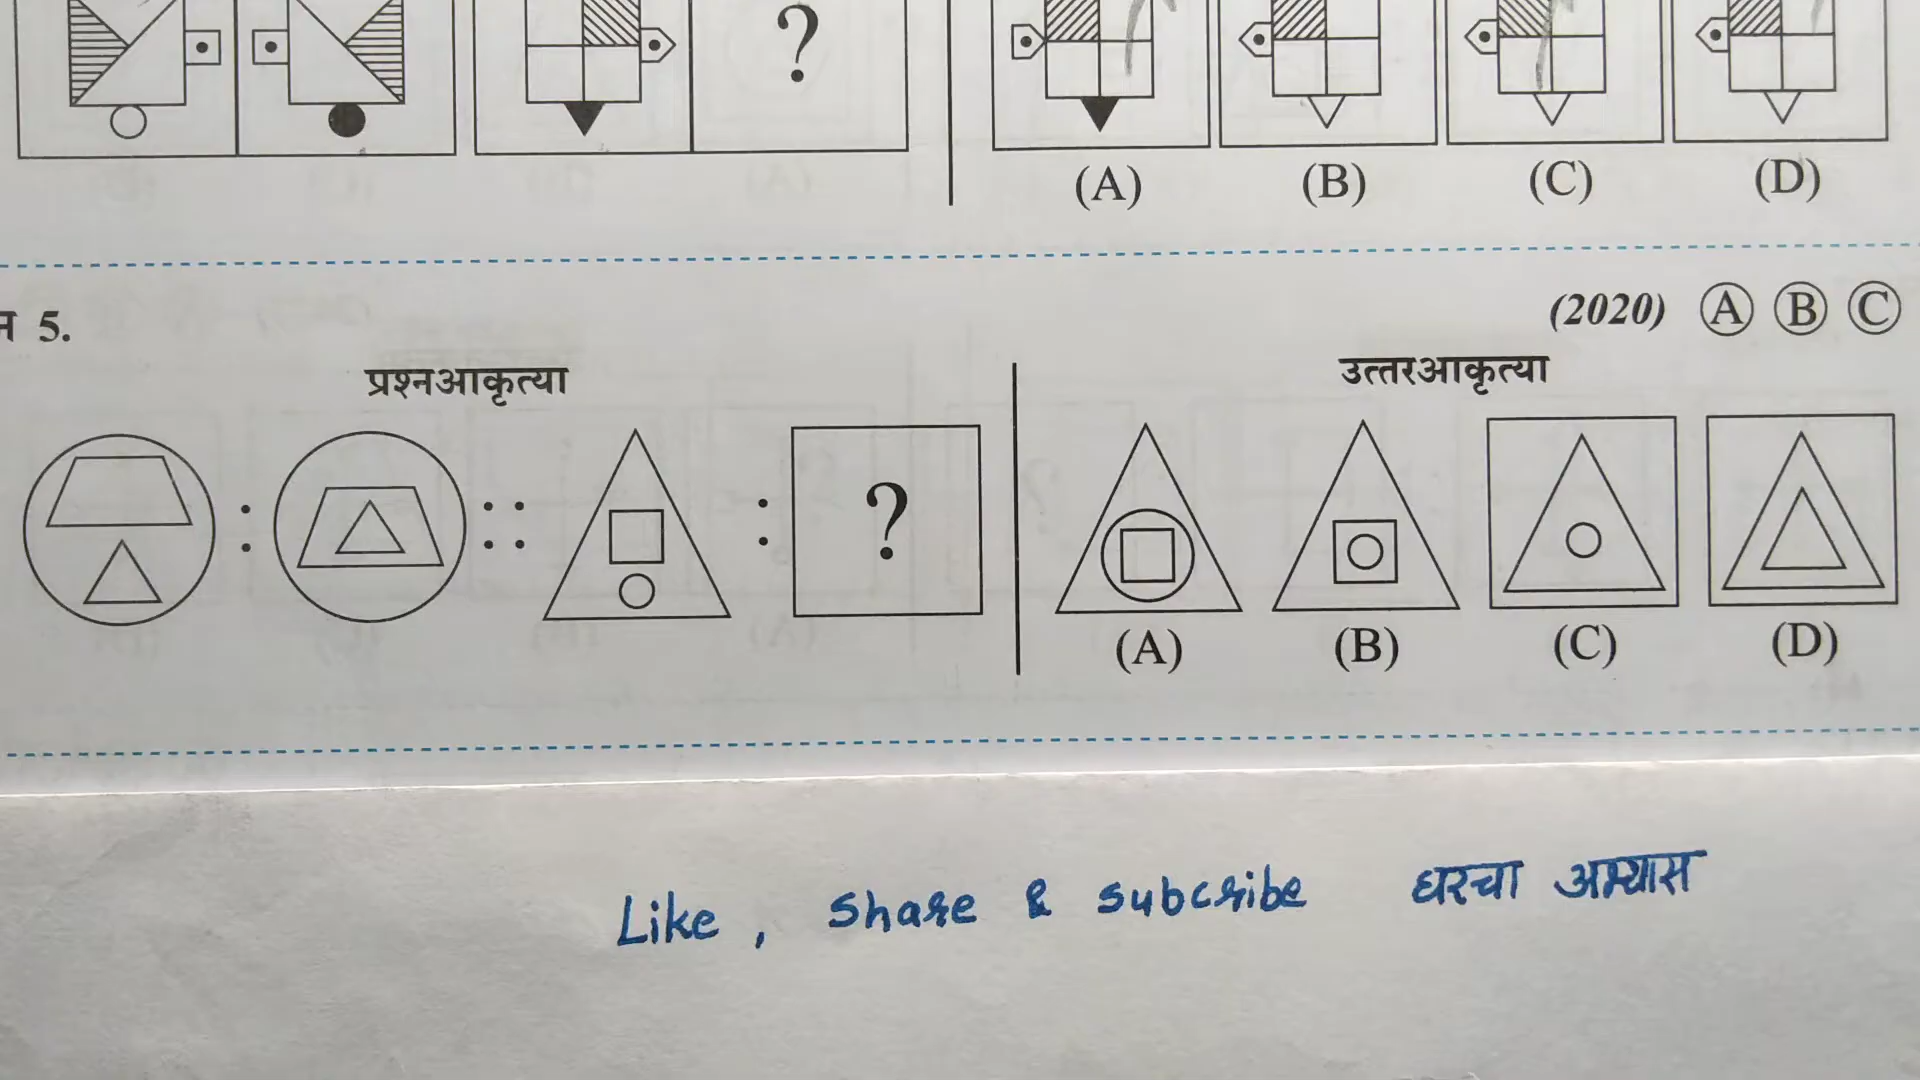 ?
(A) (B) (C) (D)
5.
(2020) A B C
प्रश्नआकृत्या
उत्तरआकृत्या
: :: : ?
(A) (B) (C) (D)
Like , Share & subcribe घरचा अभ्यास